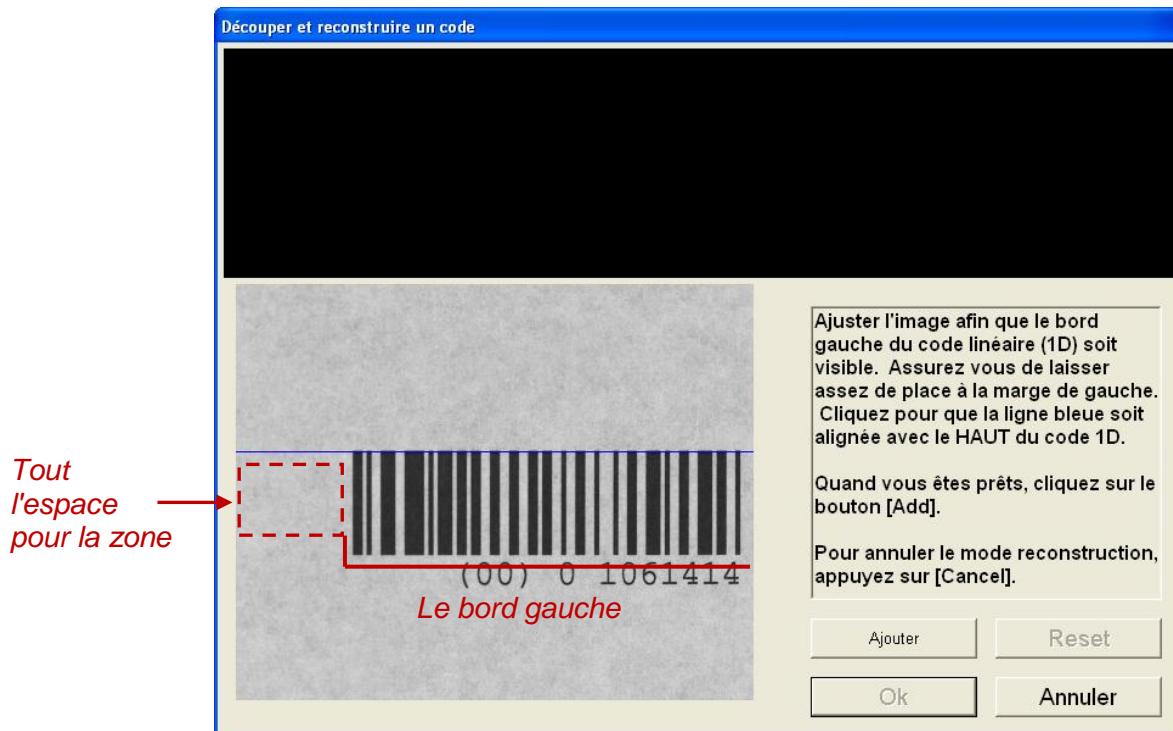 Découper et reconstruire un code
Ajuster l'image afin que le bord
gauche du code linéaire (1D) soit
visible.  Assurez vous de laisser
assez de place à la marge de gauche.
Cliquez pour que la ligne bleue soit
alignée avec le HAUT du code 1D.
Quand vous êtes prêts, cliquez sur le
bouton [Add].
Pour annuler le mode reconstruction,
appuyez sur [Cancel].
Tout
l'espace
pour la zone
(00) 0 1061414
Le bord gauche
Ajouter
Reset
Ok
Annuler